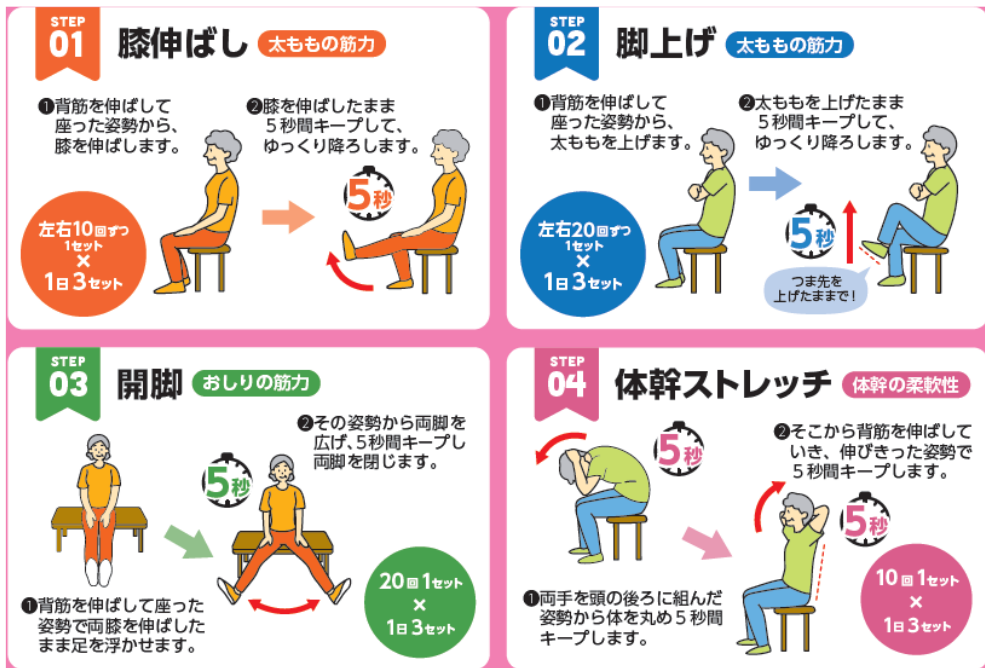 STEP
01
膝伸ばし
太ももの筋力
❶背筋を伸ばして
座った姿勢から、
膝を伸ばします。
❷膝を伸ばしたまま
5秒間キープして、
ゆっくり降ろします。
5秒
左右10回ずつ
1セット
×
1日3セット
STEP
02
脚上げ
太ももの筋力
❶背筋を伸ばして
座った姿勢から、
太ももを上げます。
❷太ももを上げたまま
5秒間キープして、
ゆっくり降ろします。
5秒
左右20回ずつ
1セット
×
1日3セット
つま先を
上げたままで!
STEP
03
開脚
おしりの筋力
❷その姿勢から両脚を
広げ、5秒間キープし
両脚を閉じます。
5秒
❶背筋を伸ばして座った
姿勢で両膝を伸ばした
まま足を浮かせます。
20回1セット
×
1日3セット
STEP
04
体幹ストレッチ
体幹の柔軟性
5秒
❷そこから背筋を伸ばして
いき、伸びきった姿勢で
5秒間キープします。
5秒
❶両手を頭の後ろに組んだ
姿勢から体を丸め5秒間
キープします。
10回1セット
×
1日3セット